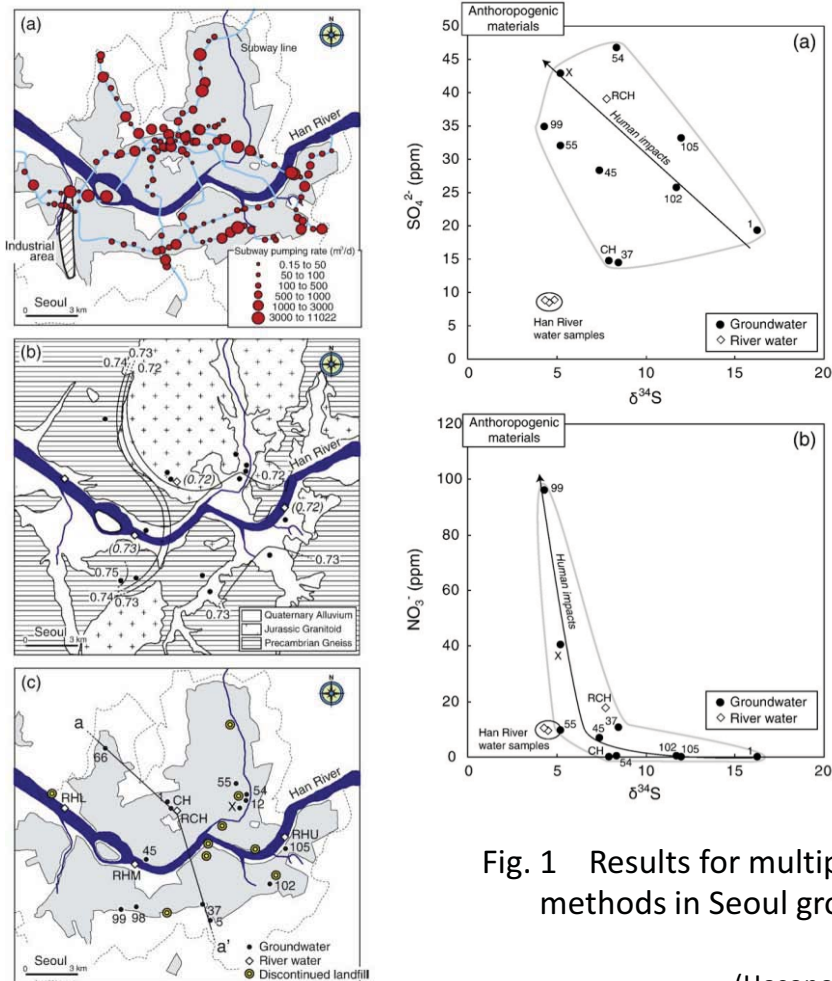 (a)
N
Subway line
Han River
Industrial
area
Seoul
3 km
Subway pumping rate (m³/d)
0.15 to 50
50 to 100
100 to 500
500 to 1000
1000 to 3000
3000 to 11022
(b)
N
0.73
0.74
0.72
Han River
(0.72)
0.72
(0.72)
(0.73)
0.75
0.74
0.73
0.73
0.73
Seoul
3 km
Quaternary Alluvium
Jurassic Granitoid
Precambrian Gneiss
(c)
N
a
66
Han River
RHL
1
CH
RCH
55
54
X
12
RHU
105
45
RHM
102
99
98
37
5
a'
Seoul
3 km
Groundwater
River water
Discontinued landfill
Anthoropogenic
materials
(a)
50
45
40
35
30
25
20
15
10
5
0
SO₄²⁻ (ppm)
54
X
RCH
99
55
Human impacts
105
45
102
1
CH
37
Han River
water samples
Groundwater
River water
0
5
10
15
20
δ³⁴S
Anthoropogenic
materials
(b)
120
100
80
60
40
20
0
NO₃⁻ (ppm)
99
Human impacts
X
RCH
Han River
water samples
55
45
37
CH
54
102
105
1
Groundwater
River water
0
5
10
15
20
δ³⁴S
Fig. 1 Results for multip
methods in Seoul gro